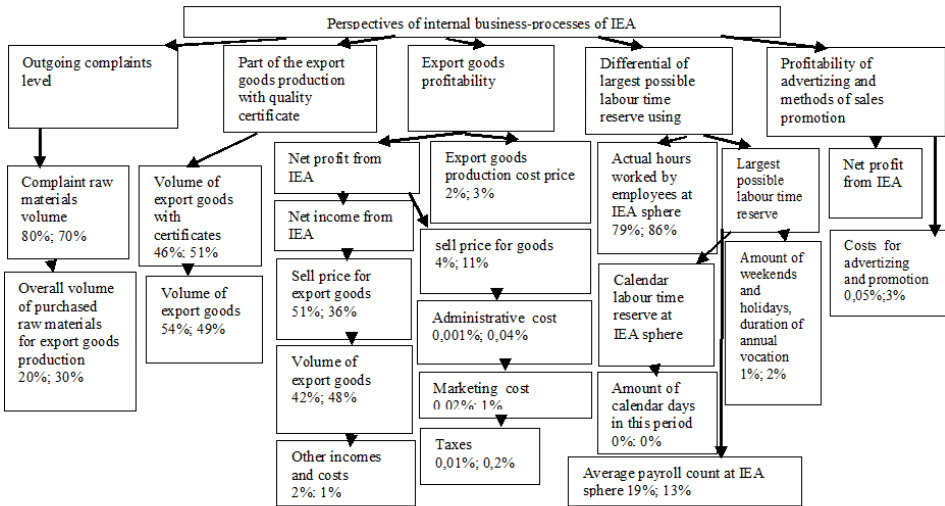 Perspectives of internal business-processes of IEA
Outgoing complaints
level
Part of the export
goods production
with quality
certificate
Export goods
profitability
Differential of
largest possible
labour time
reserve using
Profitability of
advertizing and
methods of sales
promotion
Complaint raw
materials
volume
80%; 70%
Overall volume
of purchased
raw materials
for export goods
production
20%; 30%
Volume of
export goods
with
certificates
46%; 51%
Volume of
export goods
54%; 49%
Net profit from
IEA
Net income from
IEA
Sell price for
export goods
51%; 36%
Volume of
export goods
42%; 48%
Other incomes
and costs
2%: 1%
Export goods
production cost price
2%; 3%
sell price for goods
4%; 11%
Administrative cost
0,001%; 0,04%
Marketing cost
0,02%; 1%
Taxes
0,01%; 0,2%
Actual hours
worked by
employees at
IEA sphere
79%; 86%
Calendar
labour time
reserve at
IEA sphere
Amount of
calendar days
in this period
0%: 0%
Average payroll count at IEA
sphere 19%; 13%
Largest
possible
labour time
reserve
Amount of
weekends
and
holidays,
duration of
annual
vocation
1%; 2%
Net profit
from IEA
Costs for
advertizing and
promotion
0,05%;3%